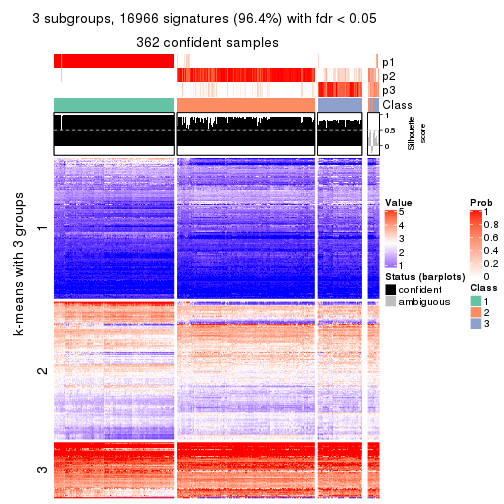 3 subgroups, 16966 signatures (96.4%) with fdr < 0.05
362 confident samples
p1
p2
p3
Class
1
0.5
0
Silhouette
score
k-means with 3 groups
1
2
3
Value
5
4
3
2
1
Status (barplots)
confident
ambiguous
Prob
1
0.8
0.6
0.4
0.2
0
Class
1
2
3